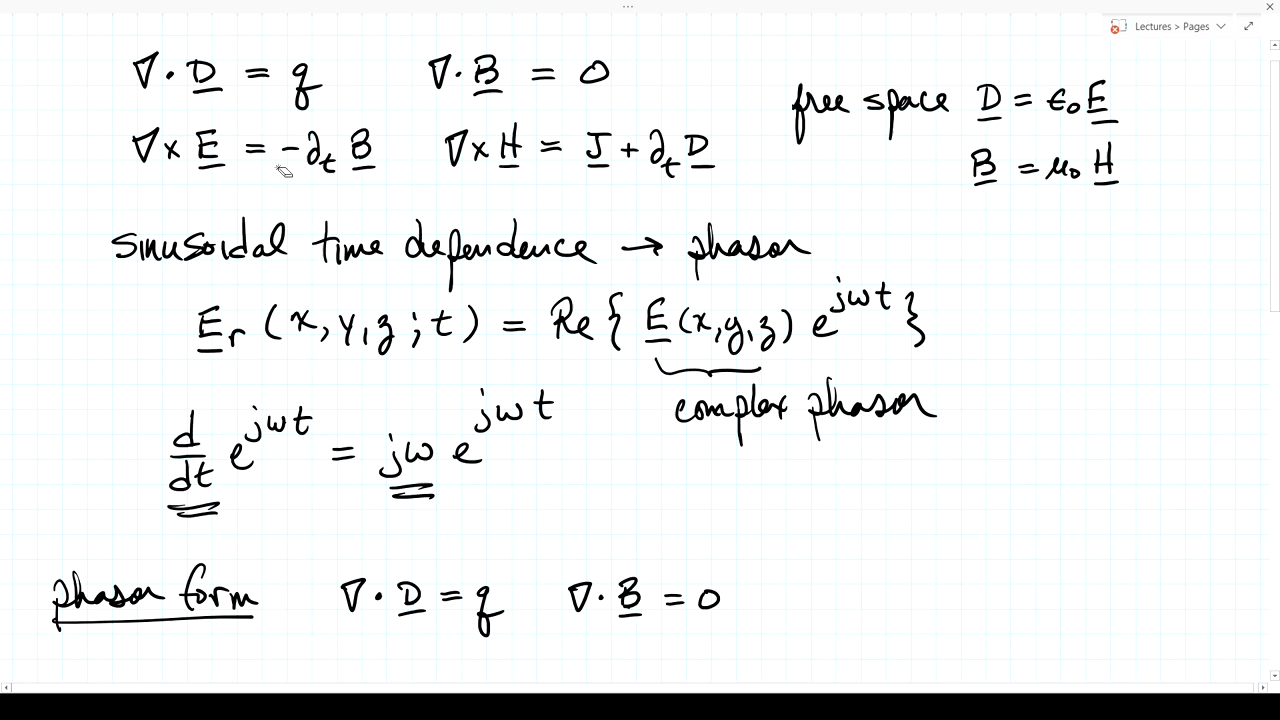 Lectures > Pages
∇·D = q    ∇·B = 0
free space D = ϵ₀E
∇×E = -∂ₜ B    ∇×H = J + ∂ₜ D
B = μ₀ H
sinusoidal time dependence → phasor
Eᵣ(x,y,z;t) = Re{ E(x,y,z) e^{jωt} }
complex phasor
d/dt e^{jωt} = jω e^{jωt}
phasor form    ∇·D = q    ∇·B = 0